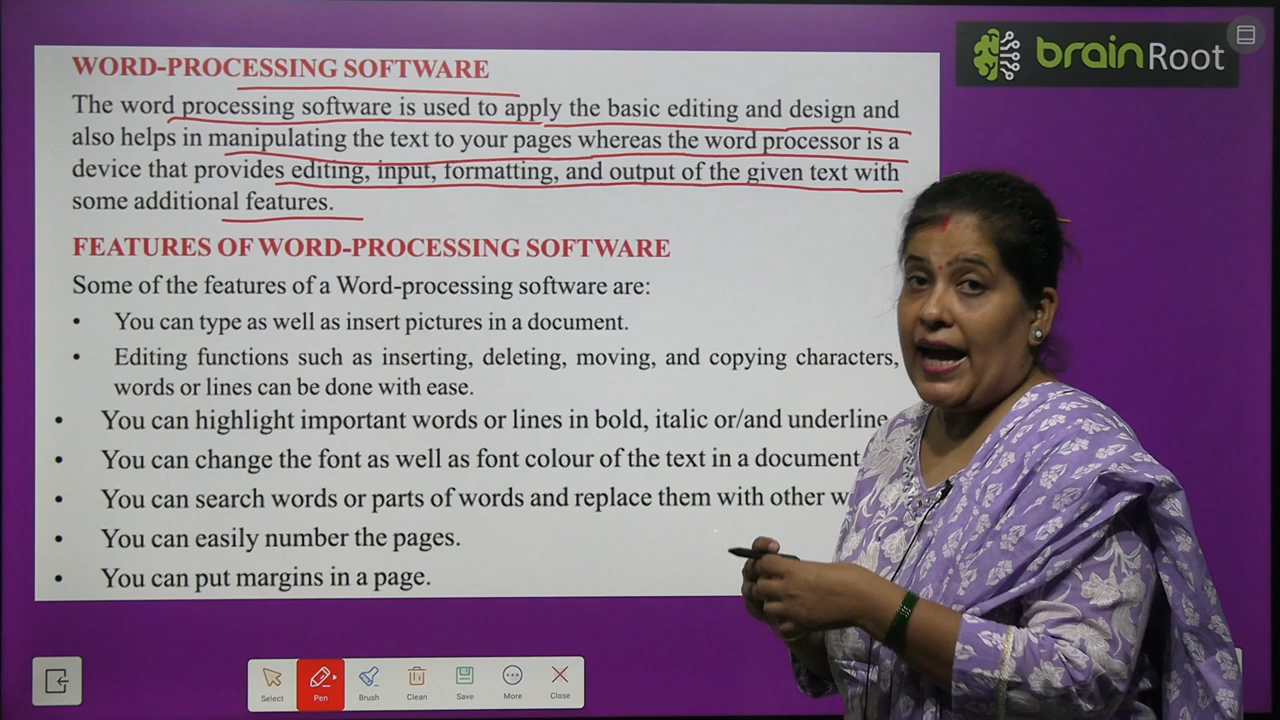 brainRoot
WORD-PROCESSING SOFTWARE
The word processing software is used to apply the basic editing and design and
also helps in manipulating the text to your pages whereas the word processor is a
device that provides editing, input, formatting, and output of the given text with
some additional features.
FEATURES OF WORD-PROCESSING SOFTWARE
Some of the features of a Word-processing software are:
• You can type as well as insert pictures in a document.
• Editing functions such as inserting, deleting, moving, and copying characters,
words or lines can be done with ease.
• You can highlight important words or lines in bold, italic or/and underline
• You can change the font as well as font colour of the text in a document
• You can search words or parts of words and replace them with other
• You can easily number the pages.
• You can put margins in a page.
Select Pen Brush Clean Save More Close